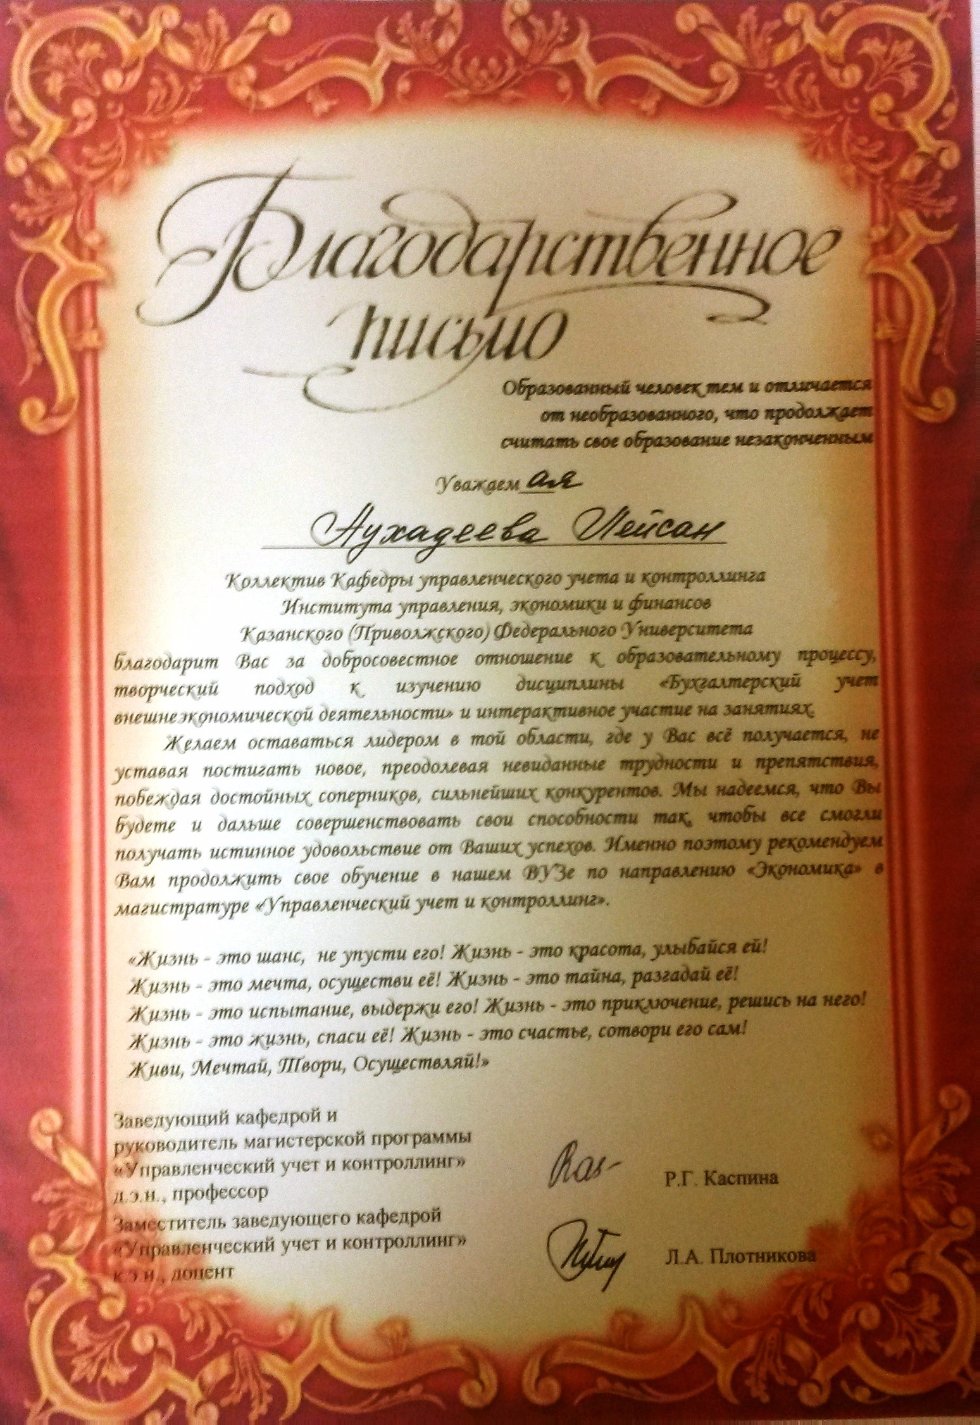 Благодарственное
письмо
Образованный человек тем и отличается
от необразованного, что продолжает
считать свое образование незаконченным
Уважаемая
Нухадеева Лейсан
Коллектив Кафедры управленческого учета и контроллинга
Института управления, экономики и финансов
Казанского (Приволжского) Федерального Университета
благодарит Вас за добросовестное отношение к образовательному процессу,
творческий подход к изучению дисциплины «Бухгалтерский учет
внешнеэкономической деятельности» и интерактивное участие на занятиях.
Желаем оставаться лидером в той области, где у Вас всё получается, не
уставая постигать новое, преодолевая невиданные трудности и препятствия,
побеждая достойных соперников, сильнейших конкурентов. Мы надеемся, что Вы
будете и дальше совершенствовать свои способности так, чтобы все смогли
получать истинное удовольствие от Ваших успехов. Именно поэтому рекомендуем
Вам продолжить свое обучение в нашем ВУЗе по направлению «Экономика» в
магистратуре «Управленческий учет и контроллинг».
«Жизнь - это шанс, не упусти его! Жизнь - это красота, улыбайся ей!
Жизнь - это мечта, осуществи её! Жизнь - это тайна, разгадай её!
Жизнь - это испытание, выдержи его! Жизнь - это приключение, решись на него!
Жизнь - это жизнь, спаси её! Жизнь - это счастье, сотвори его сам!
Живи, Мечтай, Твори, Осуществляй!»
Заведующий кафедрой и
руководитель магистерской программы
«Управленческий учет и контроллинг»
д.э.н., профессор
Р.Г. Каспина
Заместитель заведующего кафедрой
«Управленческий учет и контроллинг»
к.э.н., доцент
Л.А. Плотникова